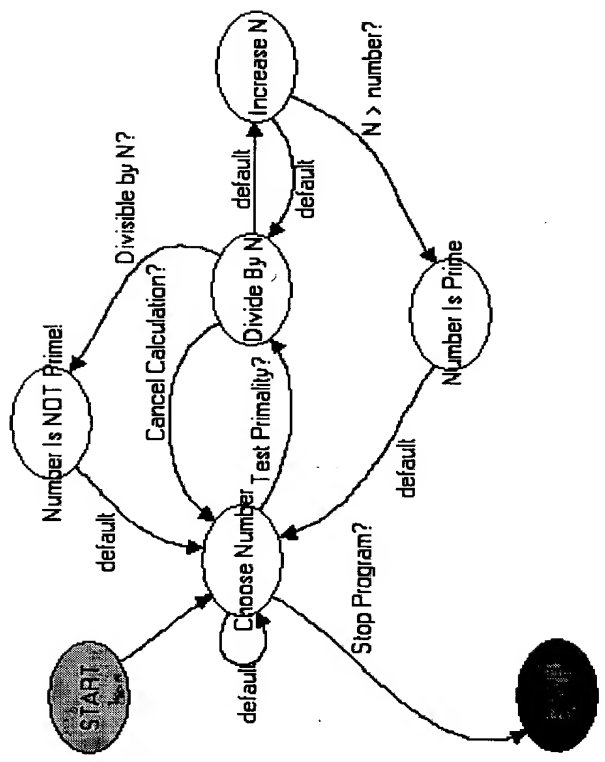 START
default
Choose Number
default
Number Is NOT Prime!
Divisible by N?
Cancel Calculation?
Test Primality?
Divide By N
default
default
Increase N
N > number?
Number Is Prime
default
Stop Program?